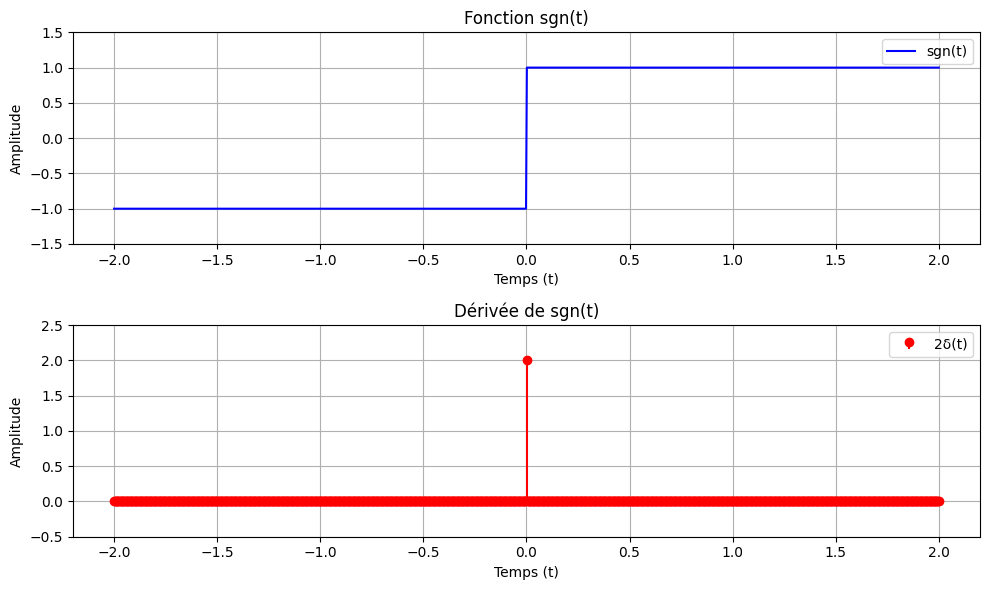 Fonction sgn(t)
1.5
1.0
0.5
0.0
−0.5
−1.0
−1.5
Amplitude
sgn(t)
−2.0 −1.5 −1.0 −0.5 0.0 0.5 1.0 1.5 2.0
Temps (t)
Dérivée de sgn(t)
2.5
2.0
1.5
1.0
0.5
0.0
−0.5
Amplitude
2δ(t)
−2.0 −1.5 −1.0 −0.5 0.0 0.5 1.0 1.5 2.0
Temps (t)